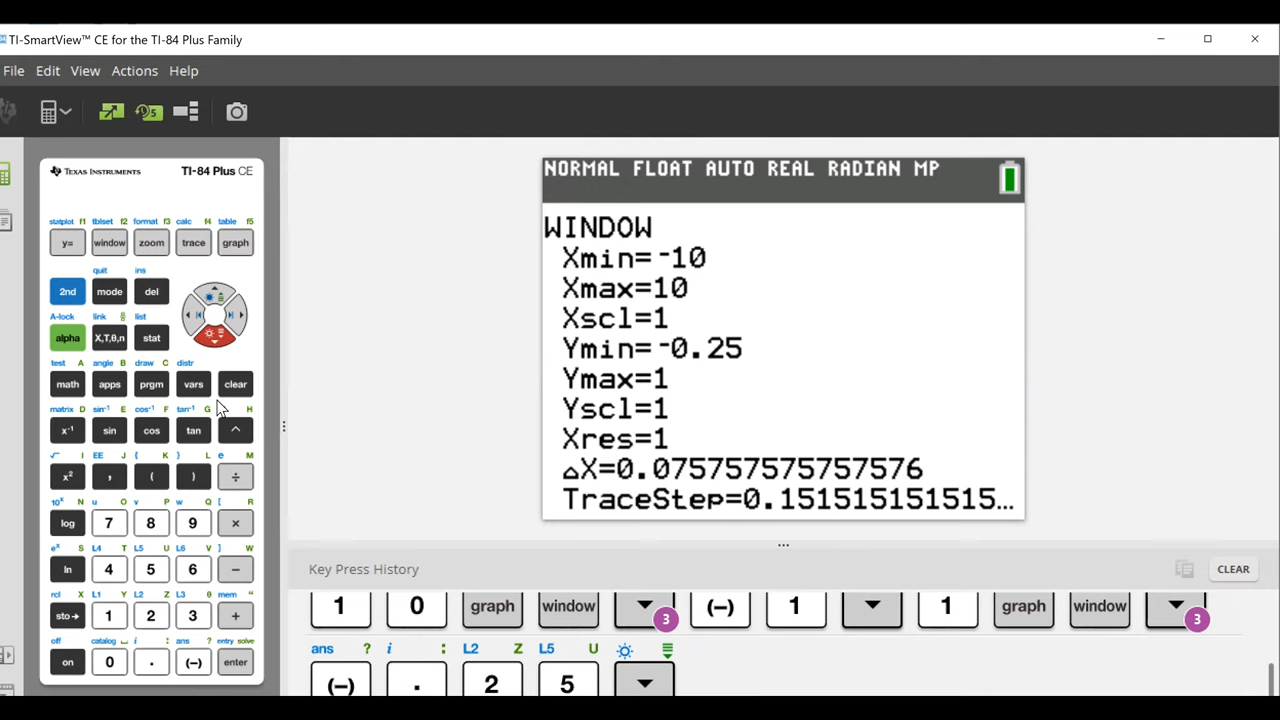 TI-SmartView™ CE for the TI-84 Plus Family
File Edit View Actions Help
TEXAS INSTRUMENTS TI-84 Plus CE
statplot f1 tblset f2 format f3 calc f4 table f5
y= window zoom trace graph
quit ins
2nd mode del
A-lock link list
alpha X,T,θ,n stat
test A angle B draw C distr
math apps prgm vars clear
matrix D sin⁻¹ E cos⁻¹ F tan⁻¹ G H
x⁻¹ sin cos tan ^
√ I EE J { K } L e M
x² , ( ) ÷
10ˣ N u O v P w Q [ R
log 7 8 9 ×
eˣ S L4 T L5 U L6 V ] W
ln 4 5 6 −
rcl X L1 Y L2 Z L3 θ mem "
sto→ 1 2 3 +
off catalog ␣ i : ans ? entry solve
on 0 . (−) enter
NORMAL FLOAT AUTO REAL RADIAN MP
WINDOW
Xmin=⁻10
Xmax=10
Xscl=1
Ymin=⁻0.25
Ymax=1
Yscl=1
Xres=1
△X=0.075757575757576
TraceStep=0.151515151515...
Key Press History CLEAR
1 0 graph window 3 (−) 1 1 graph window 3
ans ? i : L2 Z L5 U
(−) . 2 5